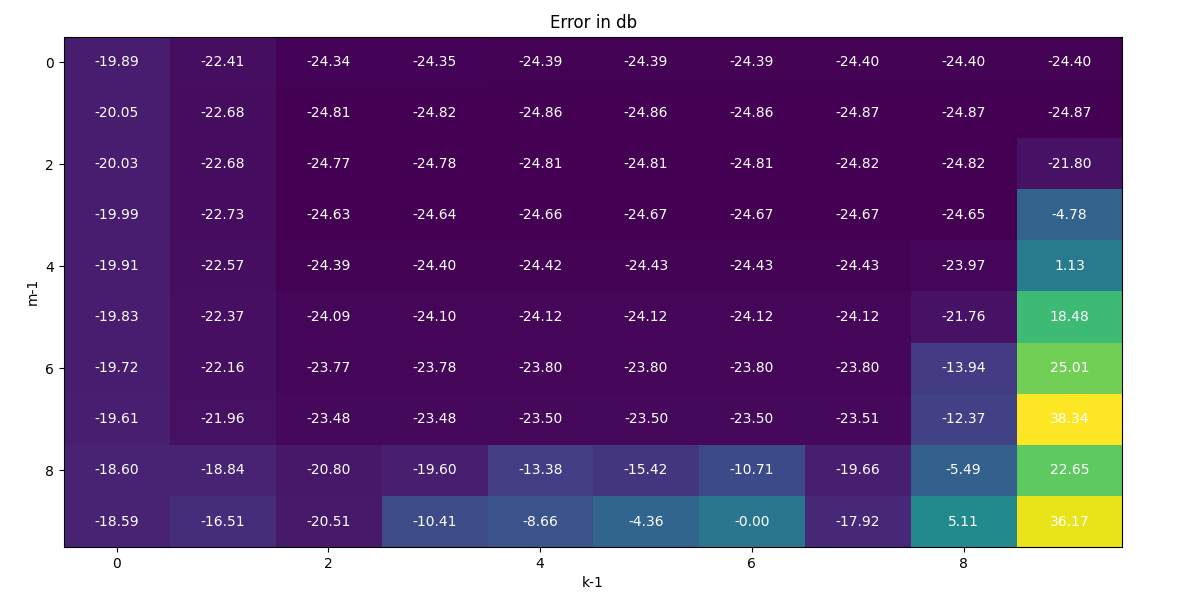 Error in db
0 -19.89 -22.41 -24.34 -24.35 -24.39 -24.39 -24.39 -24.40 -24.40 -24.40
-20.05 -22.68 -24.81 -24.82 -24.86 -24.86 -24.86 -24.87 -24.87 -24.87
2 -20.03 -22.68 -24.77 -24.78 -24.81 -24.81 -24.81 -24.82 -24.82 -21.80
-19.99 -22.73 -24.63 -24.64 -24.66 -24.67 -24.67 -24.67 -24.65 -4.78
4 -19.91 -22.57 -24.39 -24.40 -24.42 -24.43 -24.43 -24.43 -23.97 1.13
m-1
-19.83 -22.37 -24.09 -24.10 -24.12 -24.12 -24.12 -24.12 -21.76 18.48
6 -19.72 -22.16 -23.77 -23.78 -23.80 -23.80 -23.80 -23.80 -13.94 25.01
-19.61 -21.96 -23.48 -23.48 -23.50 -23.50 -23.50 -23.51 -12.37 38.34
8 -18.60 -18.84 -20.80 -19.60 -13.38 -15.42 -10.71 -19.66 -5.49 22.65
-18.59 -16.51 -20.51 -10.41 -8.66 -4.36 -0.00 -17.92 5.11 36.17
0 2 4 6 8
k-1